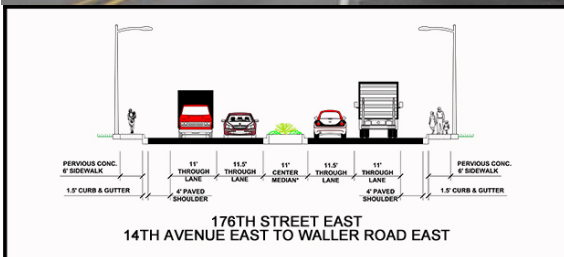 PERVIOUS CONC.
6' SIDEWALK
11'
THROUGH
LANE
11.5'
THROUGH
LANE
11'
CENTER
MEDIAN*
11.5'
THROUGH
LANE
11'
THROUGH
LANE
PERVIOUS CONC.
6' SIDEWALK
1.5' CURB & GUTTER
4' PAVED
SHOULDER
4' PAVED
SHOULDER
1.5' CURB & GUTTER
176TH STREET EAST
14TH AVENUE EAST TO WALLER ROAD EAST